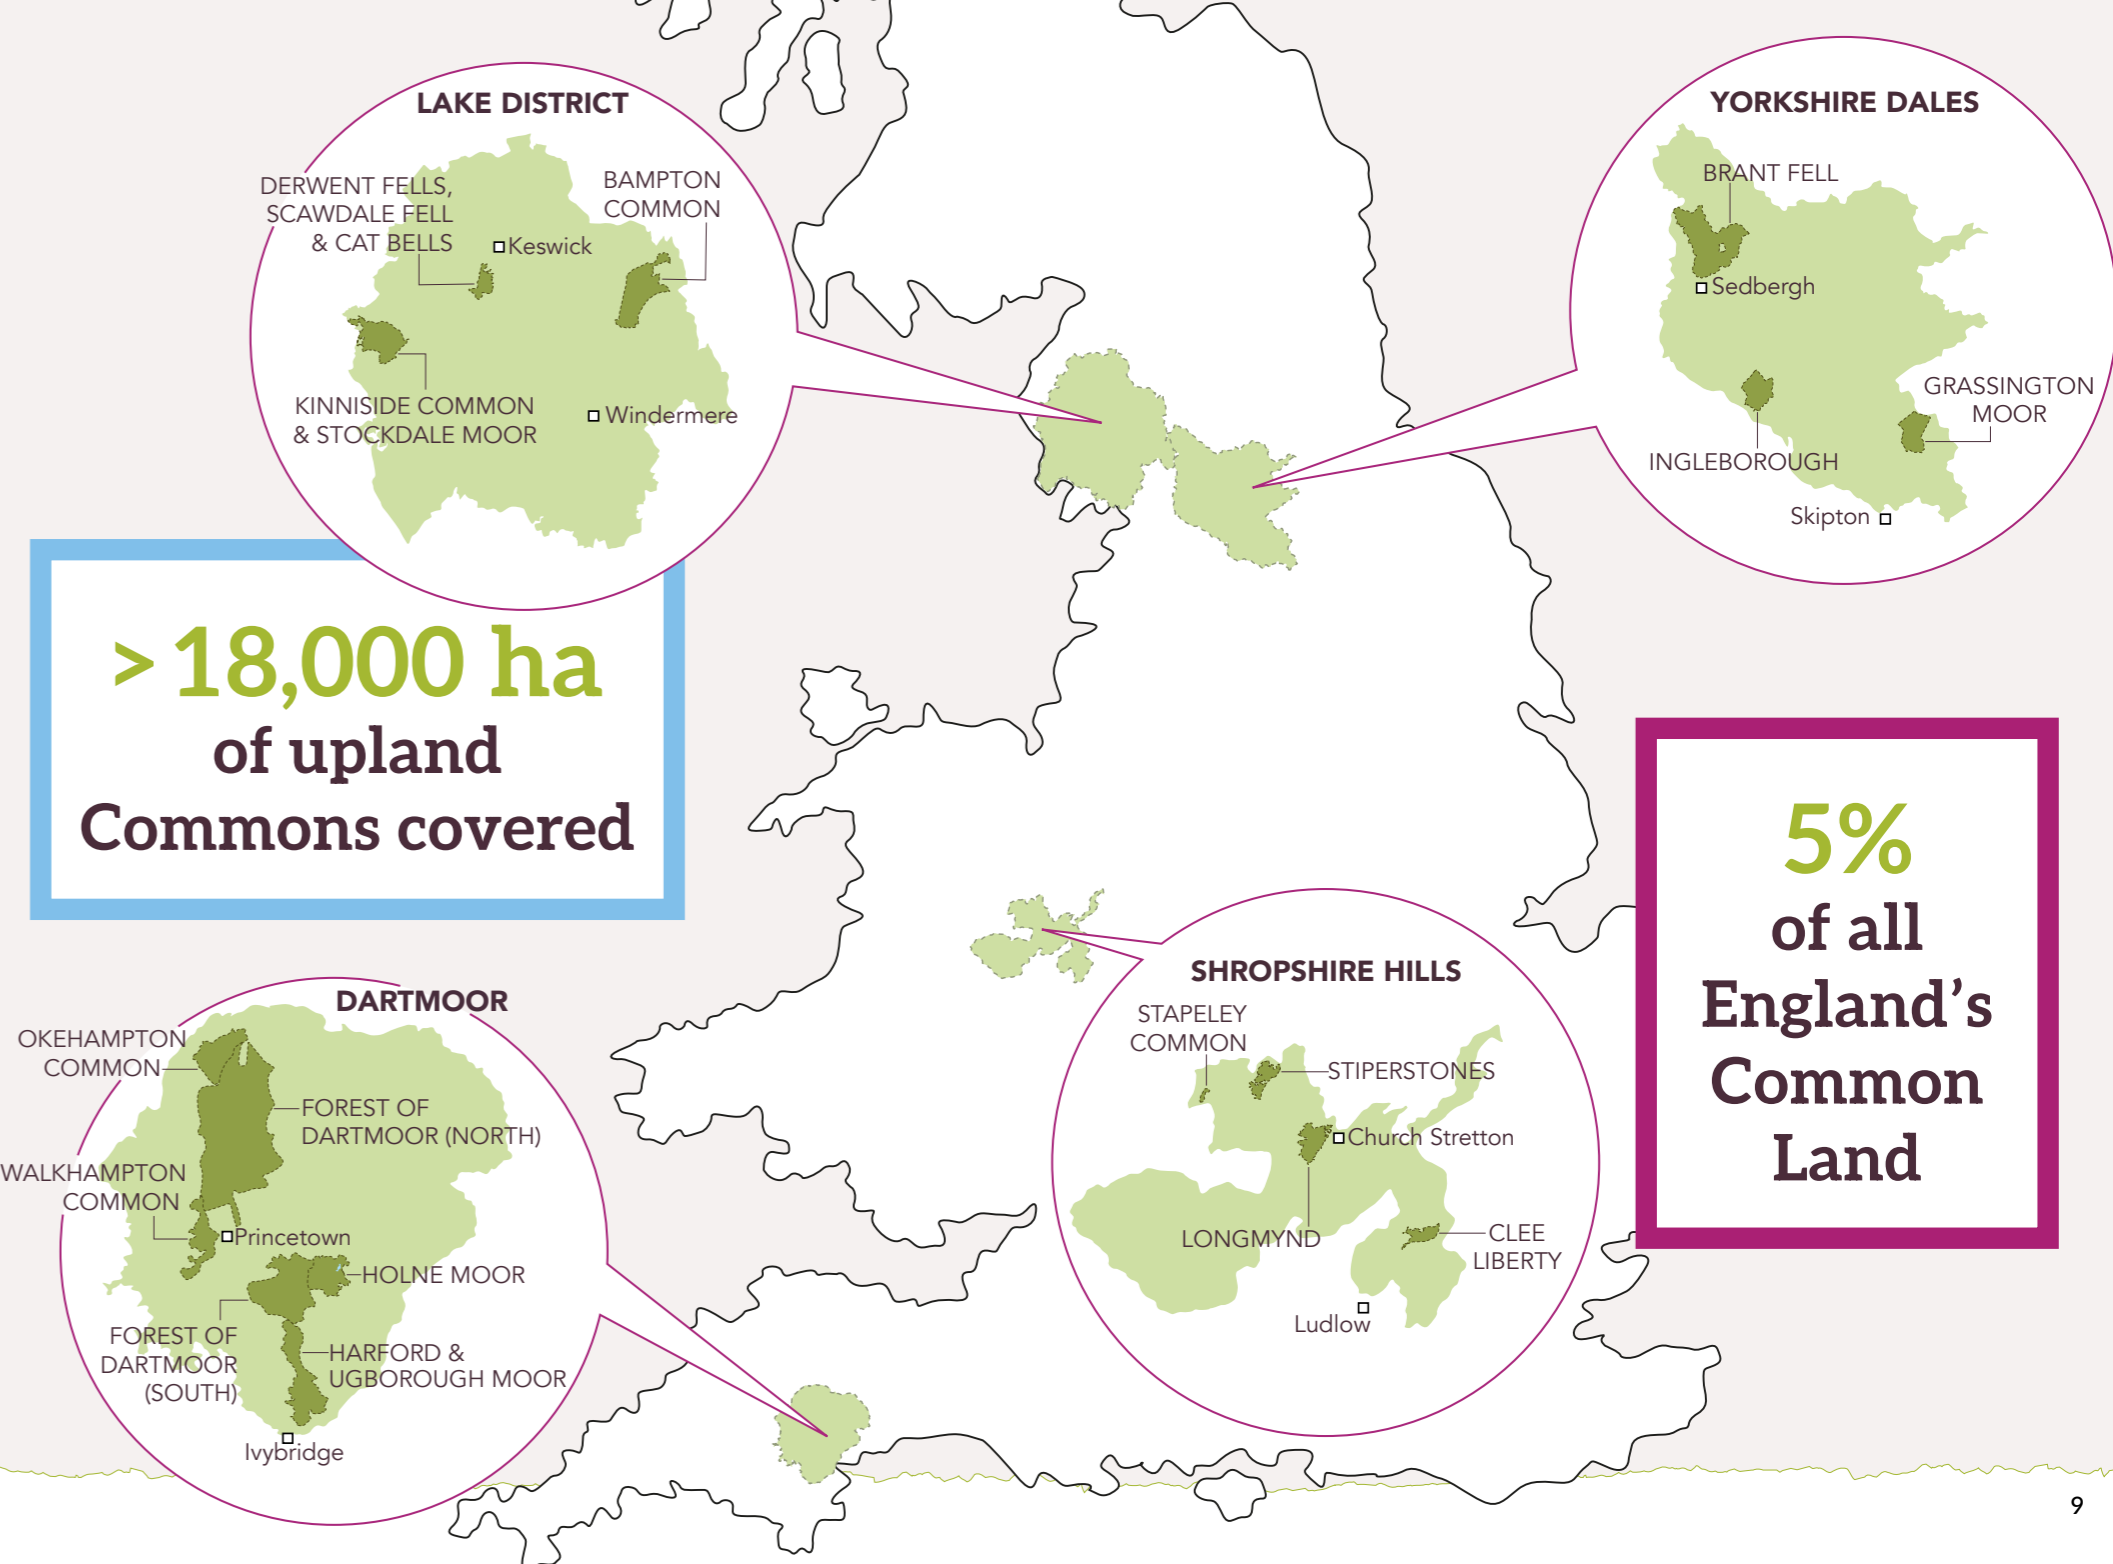 LAKE DISTRICT
DERWENT FELLS,
SCAWDALE FELL
& CAT BELLS
BAMPTON
COMMON
Keswick
KINNISIDE COMMON
& STOCKDALE MOOR
Windermere
YORKSHIRE DALES
BRANT FELL
Sedbergh
GRASSINGTON
MOOR
INGLEBOROUGH
Skipton
> 18,000 ha
of upland
Commons covered
5%
of all
England’s
Common
Land
DARTMOOR
OKEHAMPTON
COMMON
FOREST OF
DARTMOOR (NORTH)
WALKHAMPTON
COMMON
Princetown
HOLNE MOOR
FOREST OF
DARTMOOR
(SOUTH)
HARFORD &
UGBOROUGH MOOR
Ivybridge
SHROPSHIRE HILLS
STAPELEY
COMMON
STIPERSTONES
Church Stretton
LONGMYND
CLEE
LIBERTY
Ludlow
9